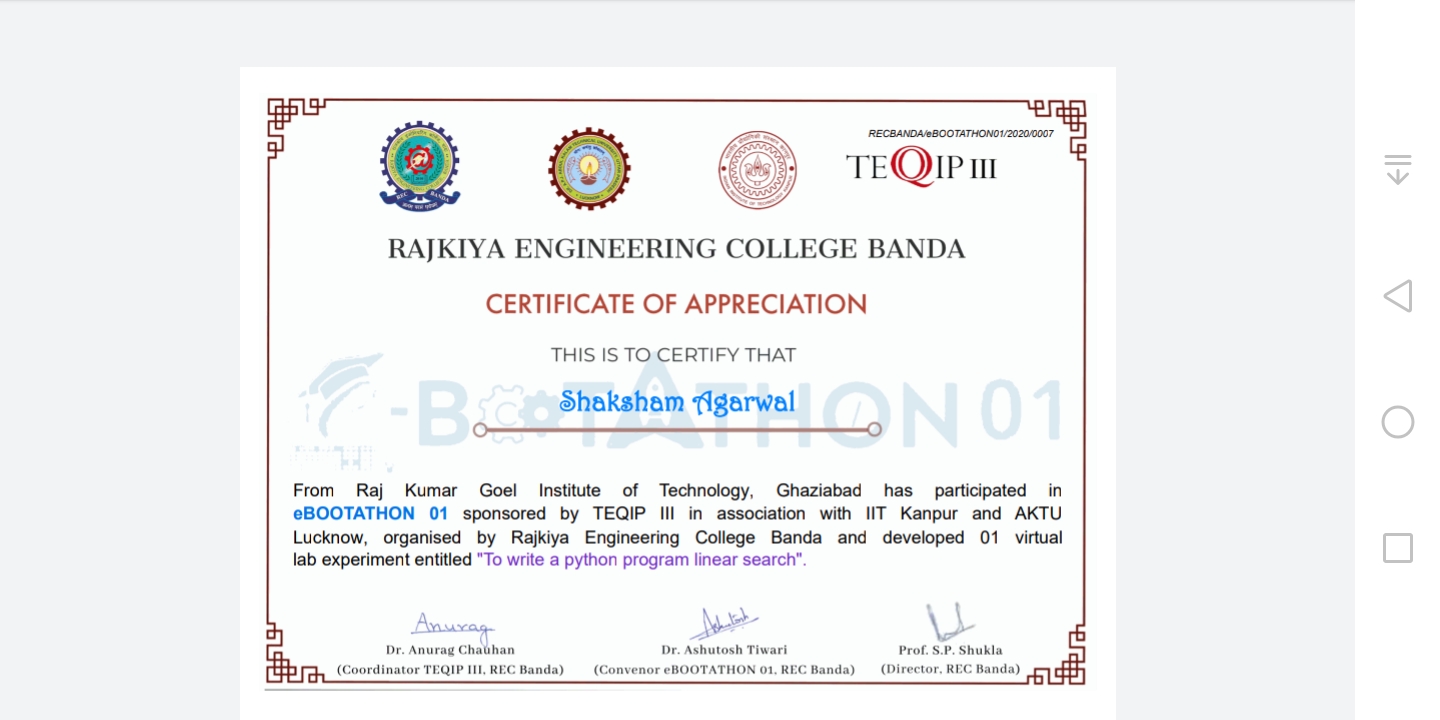 RECBANDA/eBOOTATHON01/2020/0007
REC BANDA
TEQIP III
RAJKIYA ENGINEERING COLLEGE BANDA
CERTIFICATE OF APPRECIATION
THIS IS TO CERTIFY THAT
-BOOTATHON 01
Shaksham Agarwal
From Raj Kumar Goel Institute of Technology, Ghaziabad has participated in
eBOOTATHON 01 sponsored by TEQIP III in association with IIT Kanpur and AKTU
Lucknow, organised by Rajkiya Engineering College Banda and developed 01 virtual
lab experiment entitled "To write a python program linear search".
Anurag Ashutosh
Dr. Anurag Chauhan Dr. Ashutosh Tiwari Prof. S.P. Shukla
(Coordinator TEQIP III, REC Banda) (Convenor eBOOTATHON 01, REC Banda) (Director, REC Banda)